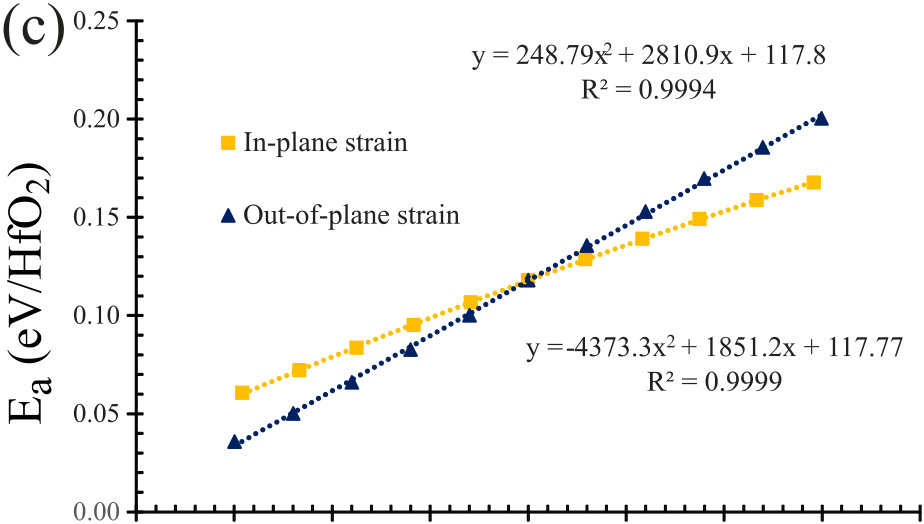 (c)
0.25
y = 248.79x² + 2810.9x + 117.8
R² = 0.9994
0.20
In-plane strain
0.15
Out-of-plane strain
0.10
y =-4373.3x² + 1851.2x + 117.77
R² = 0.9999
0.05
0.00
Eₐ (eV/HfO₂)